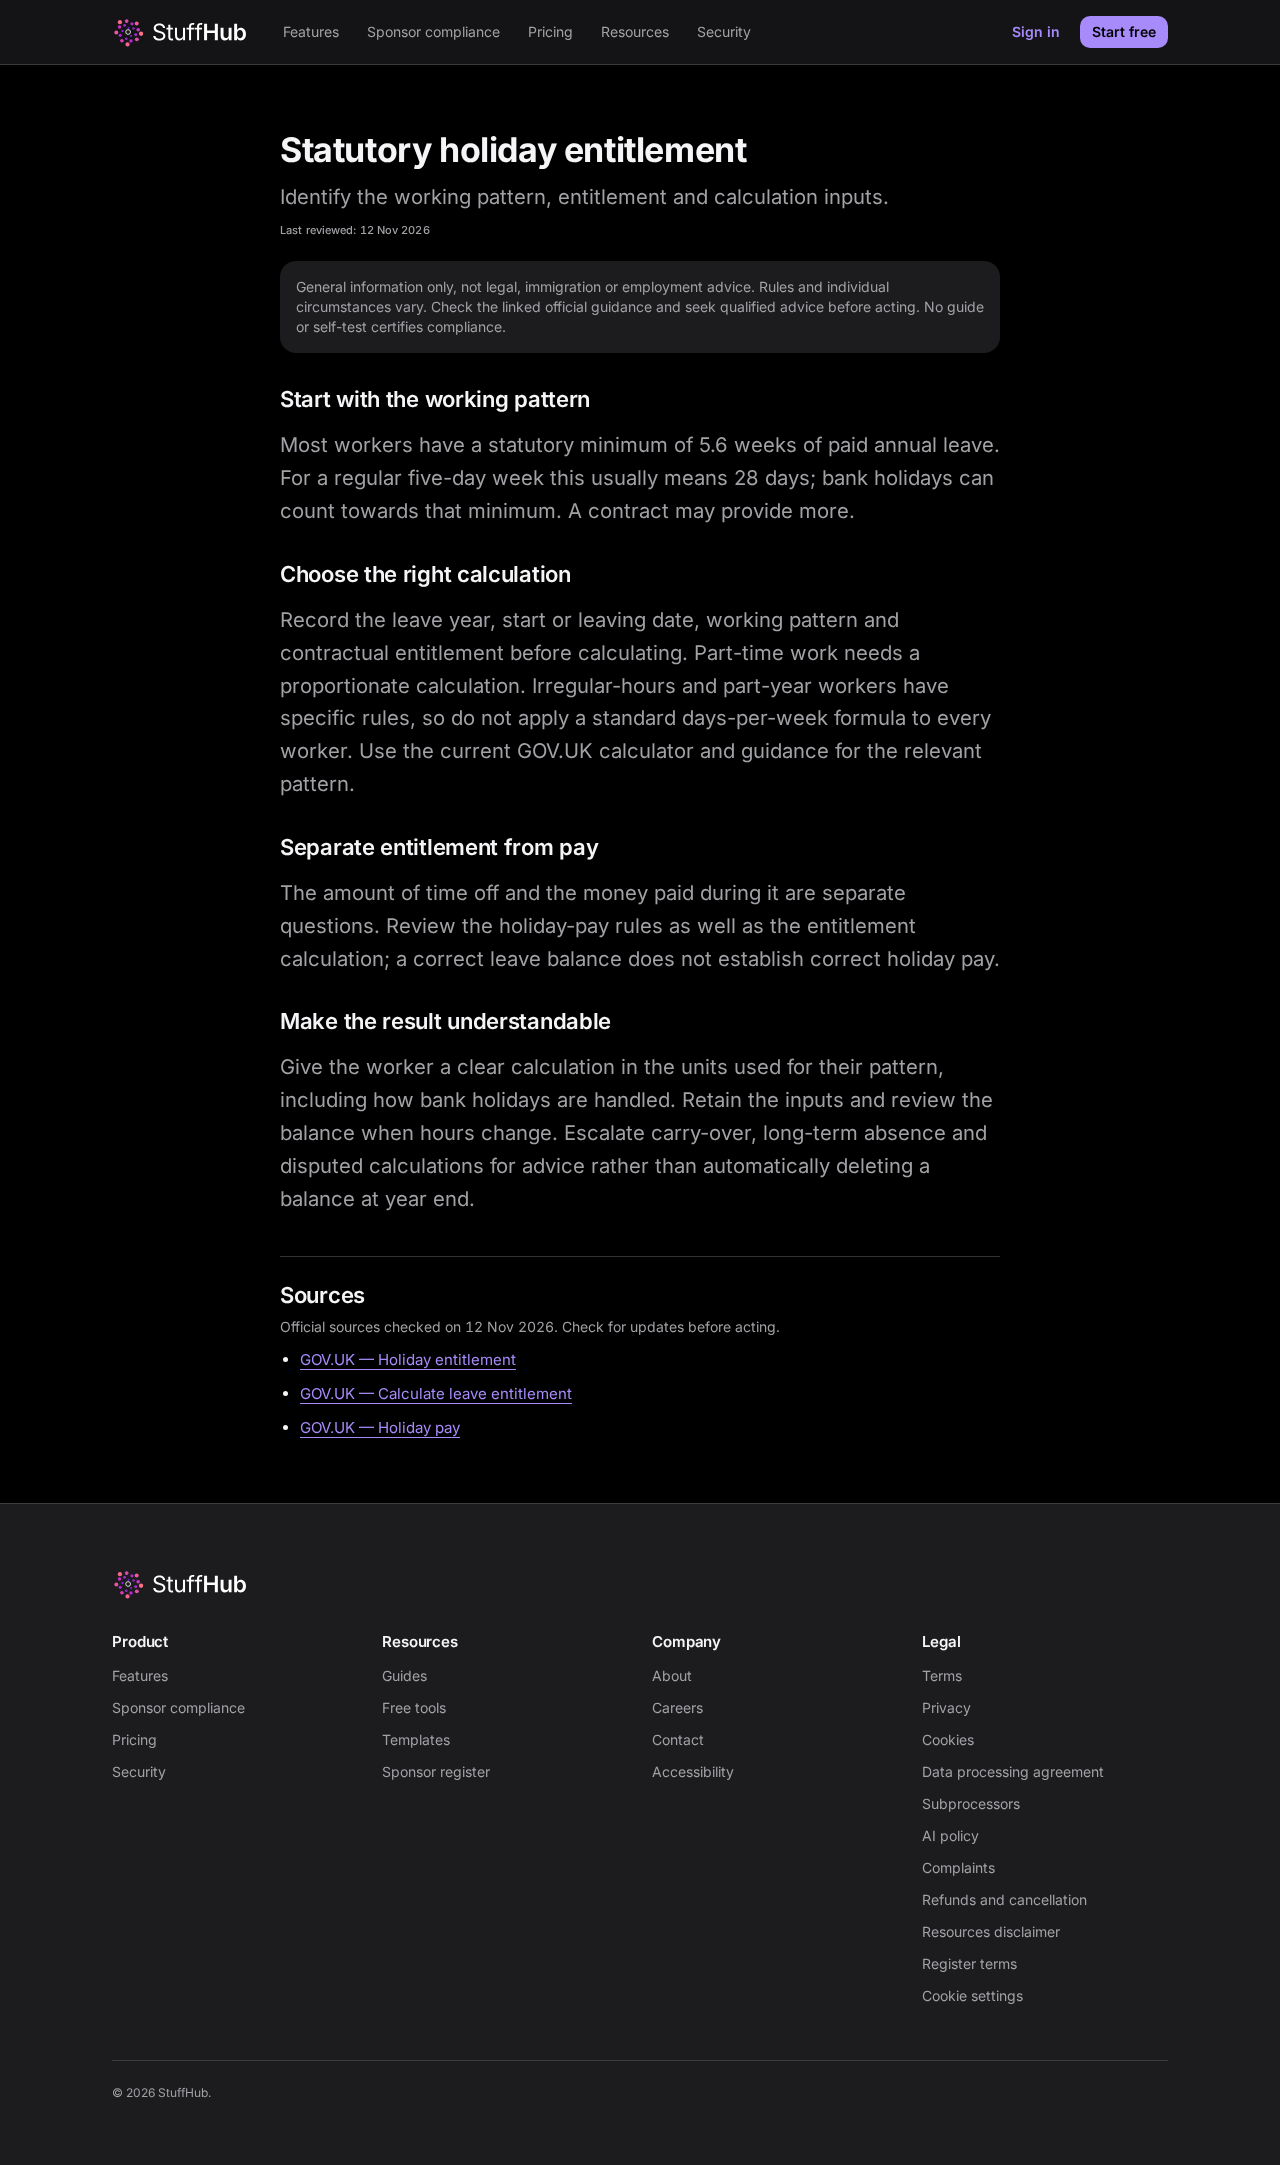 StuffHub
Features
Sponsor compliance
Pricing
Resources
Security
Sign in
Start free
Statutory holiday entitlement
Identify the working pattern, entitlement and calculation inputs.
Last reviewed: 12 Nov 2026
General information only, not legal, immigration or employment advice. Rules and individual
circumstances vary. Check the linked official guidance and seek qualified advice before acting. No guide
or self-test certifies compliance.
Start with the working pattern
Most workers have a statutory minimum of 5.6 weeks of paid annual leave.
For a regular five-day week this usually means 28 days; bank holidays can
count towards that minimum. A contract may provide more.
Choose the right calculation
Record the leave year, start or leaving date, working pattern and
contractual entitlement before calculating. Part-time work needs a
proportionate calculation. Irregular-hours and part-year workers have
specific rules, so do not apply a standard days-per-week formula to every
worker. Use the current GOV.UK calculator and guidance for the relevant
pattern.
Separate entitlement from pay
The amount of time off and the money paid during it are separate
questions. Review the holiday-pay rules as well as the entitlement
calculation; a correct leave balance does not establish correct holiday pay.
Make the result understandable
Give the worker a clear calculation in the units used for their pattern,
including how bank holidays are handled. Retain the inputs and review the
balance when hours change. Escalate carry-over, long-term absence and
disputed calculations for advice rather than automatically deleting a
balance at year end.
Sources
Official sources checked on 12 Nov 2026. Check for updates before acting.
• GOV.UK — Holiday entitlement
• GOV.UK — Calculate leave entitlement
• GOV.UK — Holiday pay
StuffHub
Product
Features
Sponsor compliance
Pricing
Security
Resources
Guides
Free tools
Templates
Sponsor register
Company
About
Careers
Contact
Accessibility
Legal
Terms
Privacy
Cookies
Data processing agreement
Subprocessors
AI policy
Complaints
Refunds and cancellation
Resources disclaimer
Register terms
Cookie settings
© 2026 StuffHub.